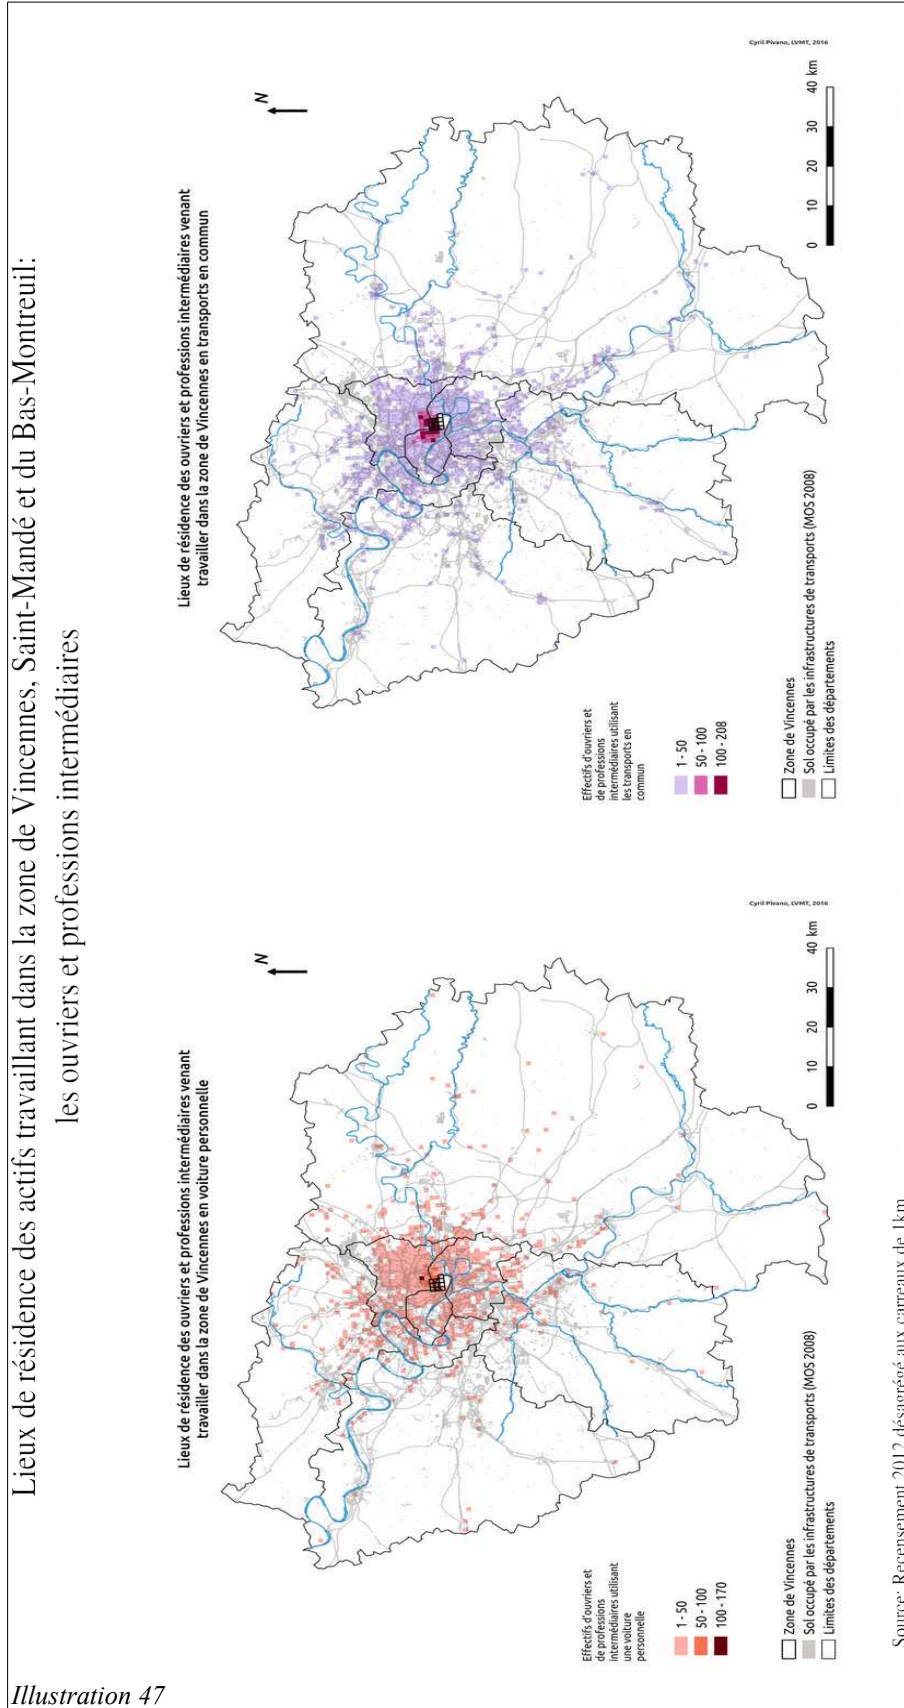 Illustration 47
Lieux de résidence des actifs travaillant dans la zone de Vincennes, Saint-Mandé et du Bas-Montreuil:
les ouvriers et professions intermédiaires
Lieux de résidence des ouvriers et professions intermédiaires venant
travailler dans la zone de Vincennes en voiture personnelle
N
Effectifs d'ouvriers et
de professions
intermédiaires utilisant
une voiture
personnelle
1 - 50
50 - 100
100 - 170
Zone de Vincennes
Sol occupé par les infrastructures de transports (MOS 2008)
Limites des départements
0 10 20 30 40 km
Cyril Pivano, LVMT, 2016
Lieux de résidence des ouvriers et professions intermédiaires venant
travailler dans la zone de Vincennes en transports en commun
N
Effectifs d'ouvriers et
de professions
intermédiaires utilisant
les transports en
commun
1 - 50
50 - 100
100 - 208
Zone de Vincennes
Sol occupé par les infrastructures de transports (MOS 2008)
Limites des départements
0 10 20 30 40 km
Cyril Pivano, LVMT, 2016
Source: Recensement 2012 désagrégé aux carreaux de 1km